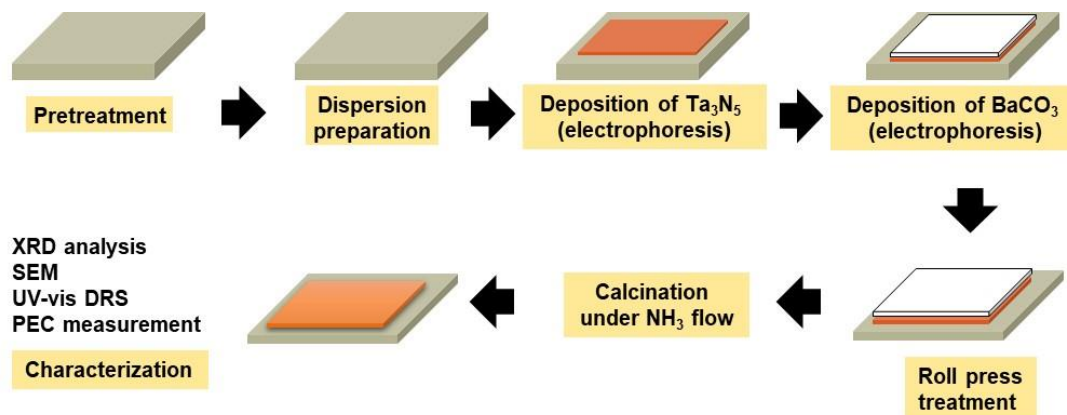 Pretreatment
Dispersion
preparation
Deposition of Ta₃N₅
(electrophoresis)
Deposition of BaCO₃
(electrophoresis)
Roll press
treatment
Calcination
under NH₃ flow
XRD analysis
SEM
UV-vis DRS
PEC measurement
Characterization